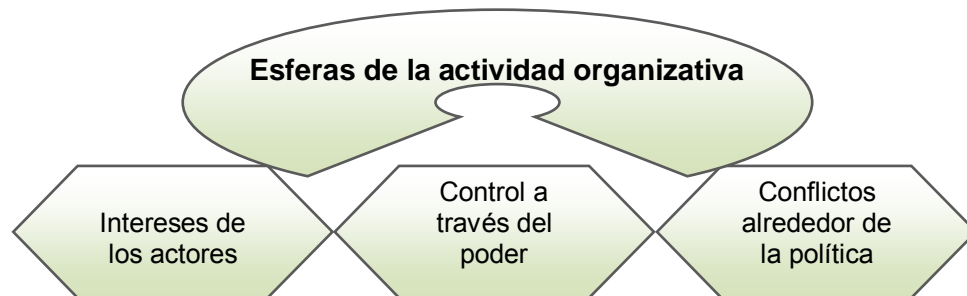 Esferas de la actividad organizativa
Intereses de
los actores
Control a
través del
poder
Conflictos
alrededor de
la política